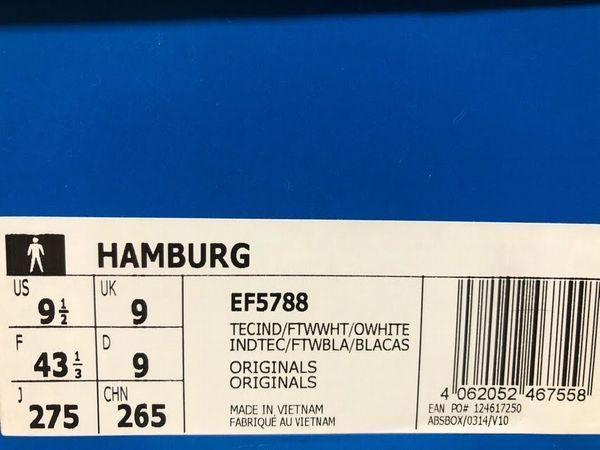 HAMBURG
US 9 1/2
UK 9
F 43 1/3
D 9
J 275
CHN 265
EF5788
TECIND/FTWWHT/OWHITE
INDTEC/FTWBLA/BLACAS
ORIGINALS
ORIGINALS
MADE IN VIETNAM
FABRIQUÉ AU VIETNAM
4 062052 467558
EAN PO# 124617250
ABSBOX/0314/V10